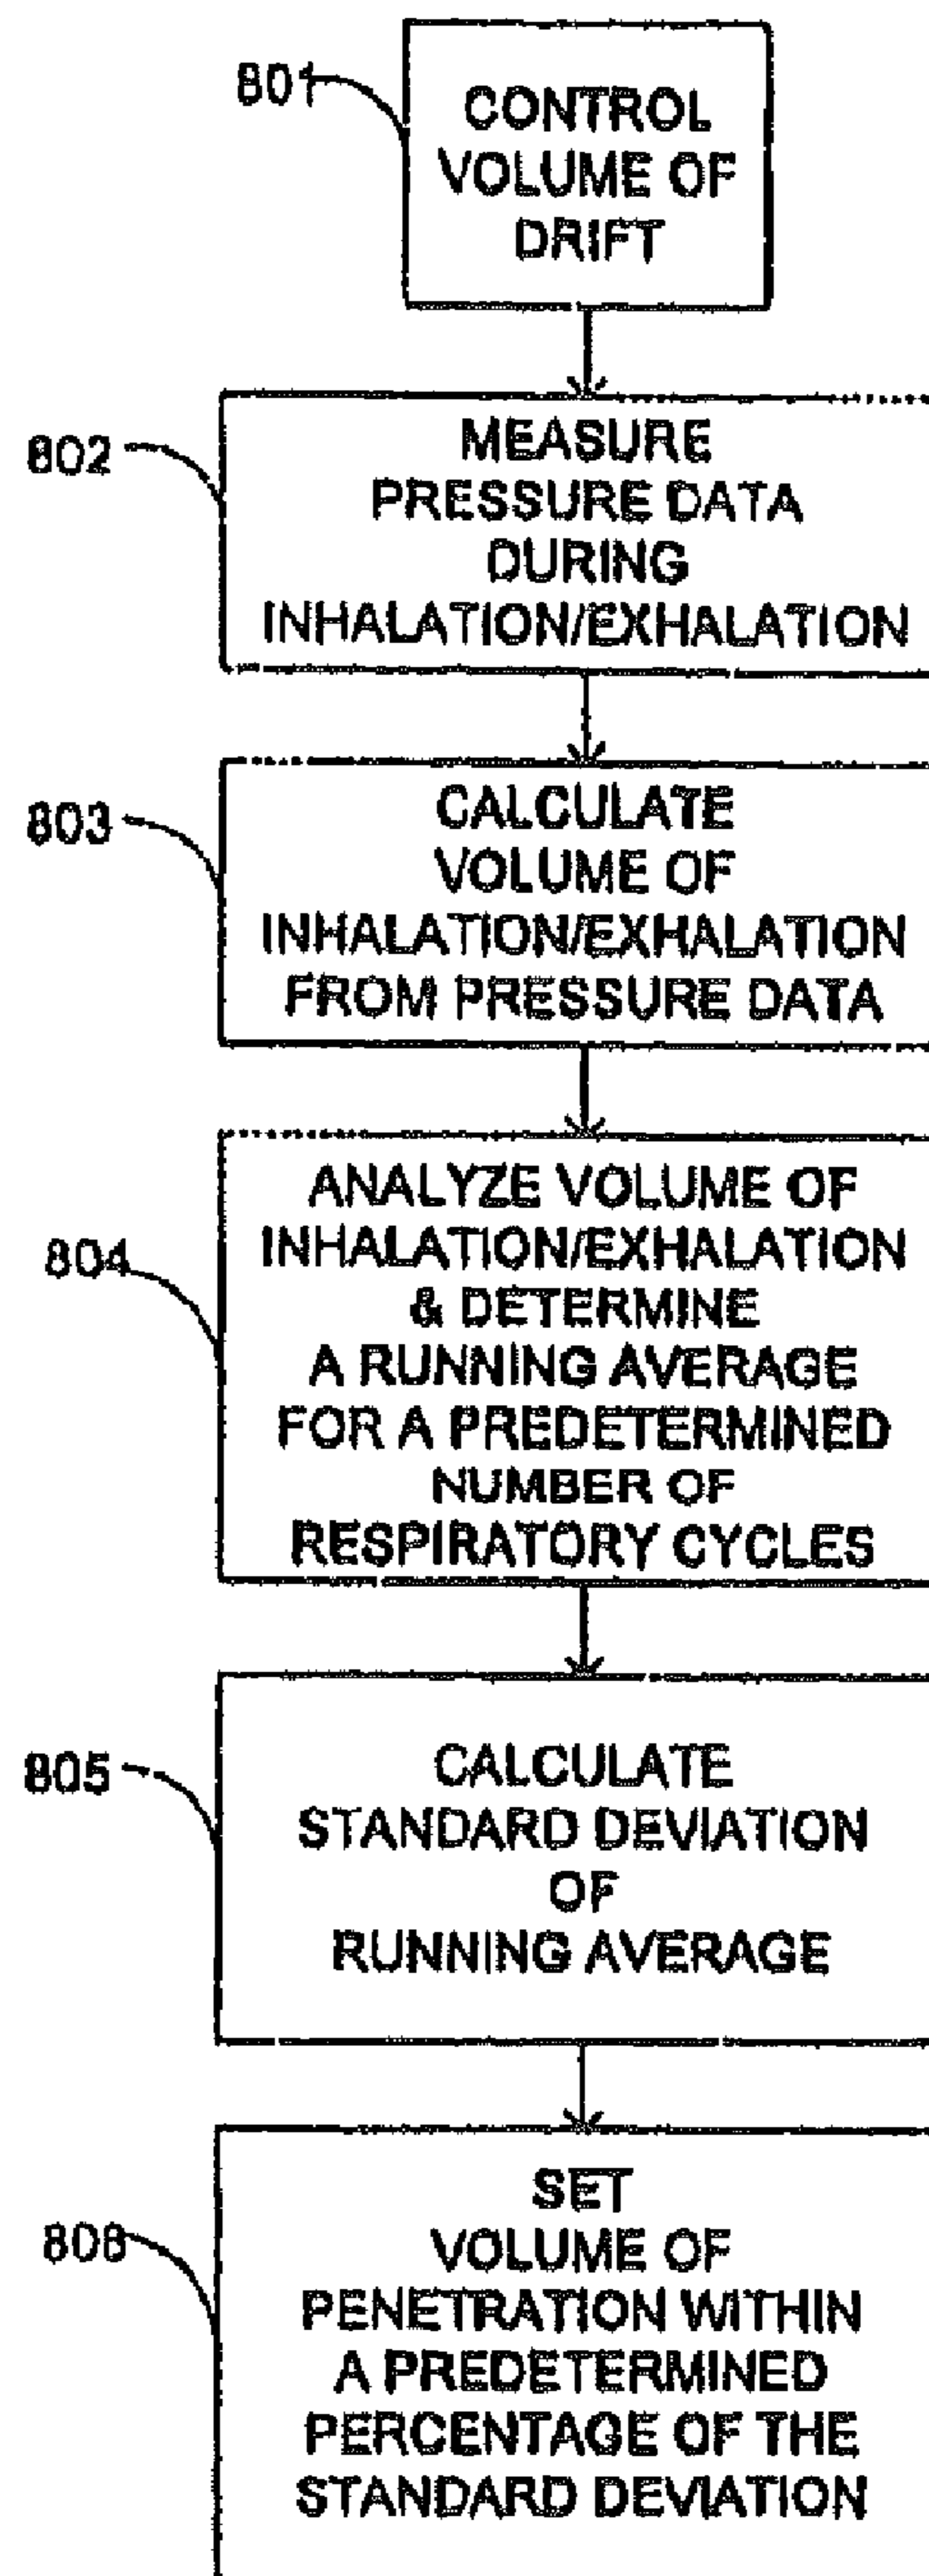 801
CONTROL
VOLUME OF
DRIFT
802
MEASURE
PRESSURE DATA
DURING
INHALATION/EXHALATION
803
CALCULATE
VOLUME OF
INHALATION/EXHALATION
FROM PRESSURE DATA
804
ANALYZE VOLUME OF
INHALATION/EXHALATION
& DETERMINE
A RUNNING AVERAGE
FOR A PREDETERMINED
NUMBER OF
RESPIRATORY CYCLES
805
CALCULATE
STANDARD DEVIATION
OF
RUNNING AVERAGE
806
SET
VOLUME OF
PENETRATION WITHIN
A PREDETERMINED
PERCENTAGE OF THE
STANDARD DEVIATION